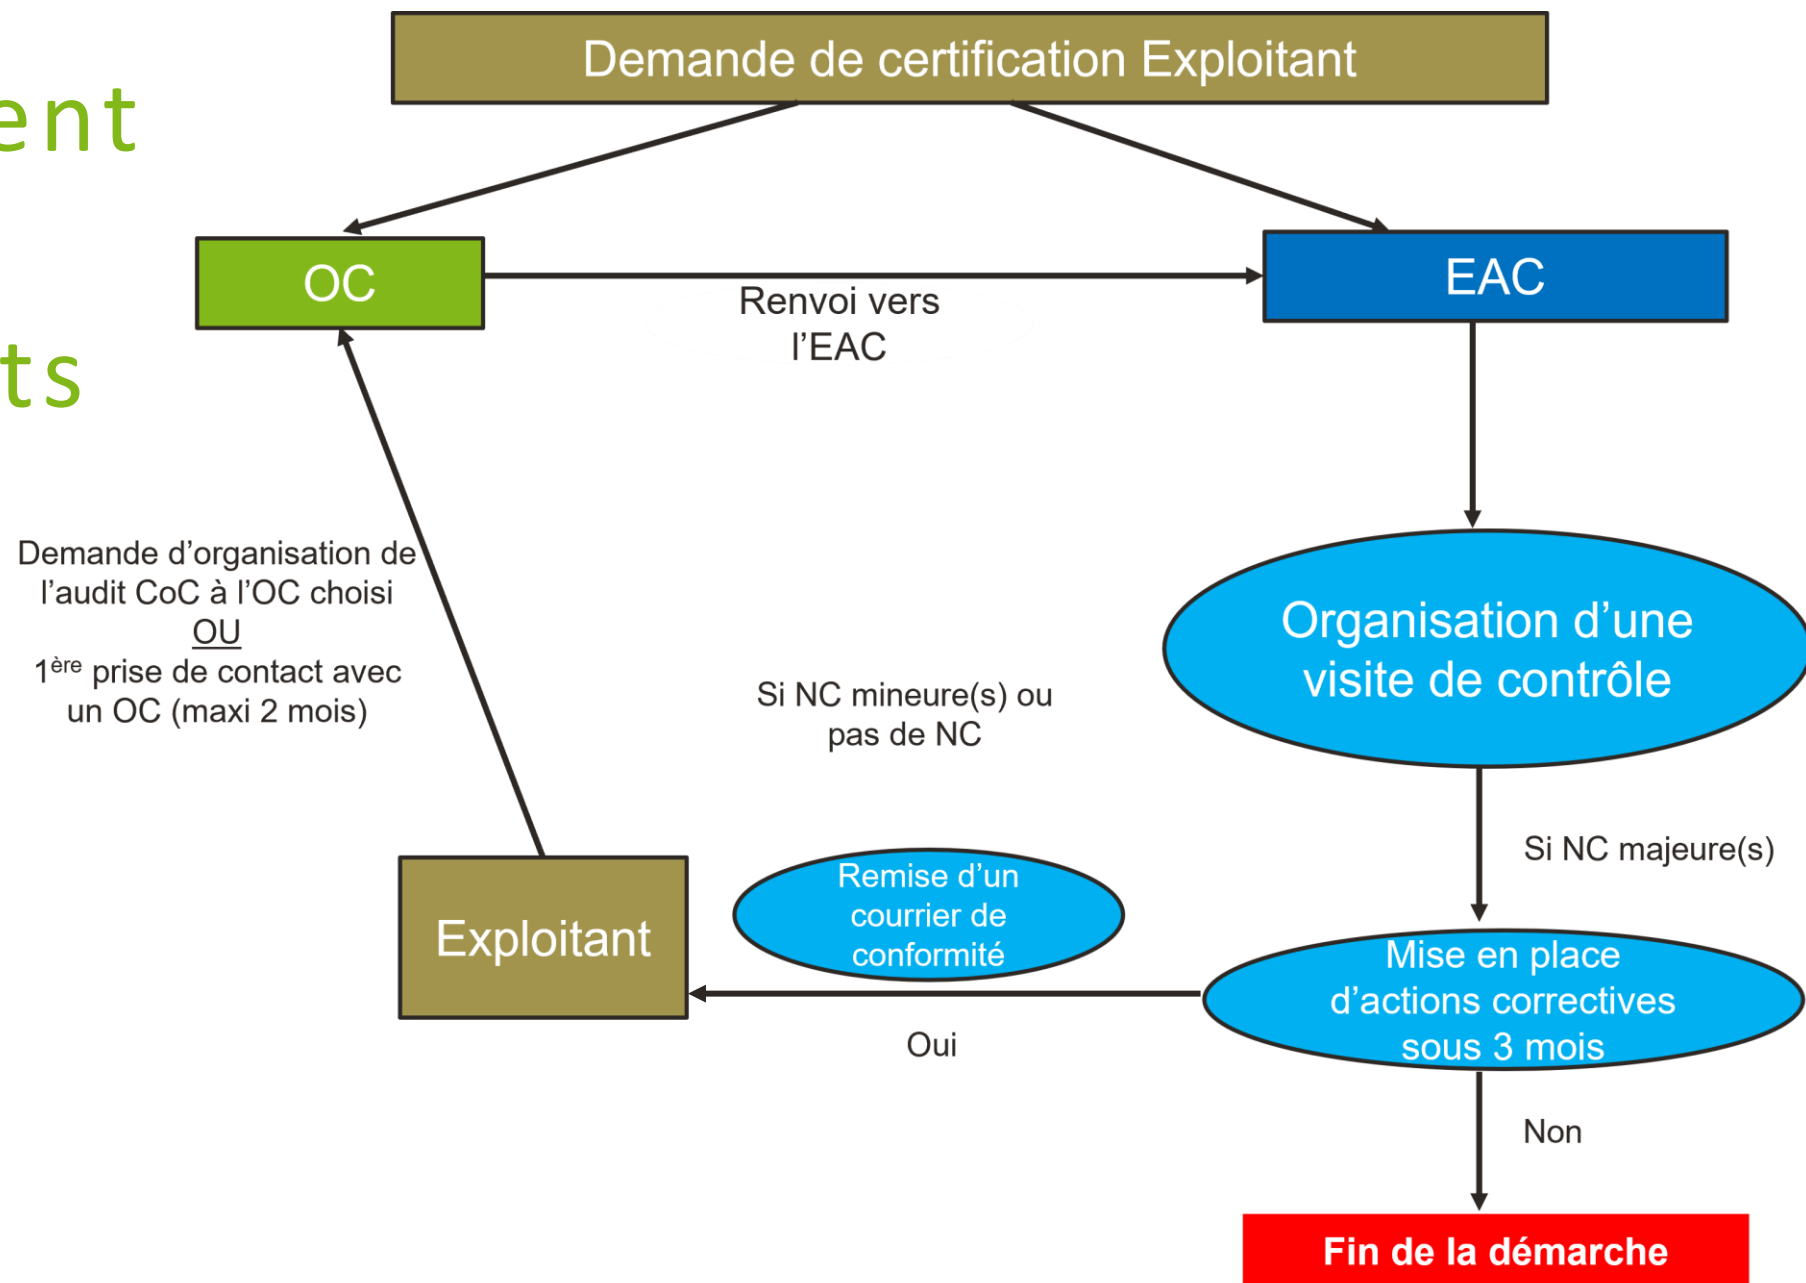 Demande de certification Exploitant
ent
OC
EAC
Renvoi vers
l’EAC
ts
Demande d’organisation de
l’audit CoC à l’OC choisi
OU
1ère prise de contact avec
un OC (maxi 2 mois)
Organisation d’une
visite de contrôle
Si NC mineure(s) ou
pas de NC
Si NC majeure(s)
Remise d’un
courrier de
conformité
Exploitant
Mise en place
d’actions correctives
sous 3 mois
Oui
Non
Fin de la démarche